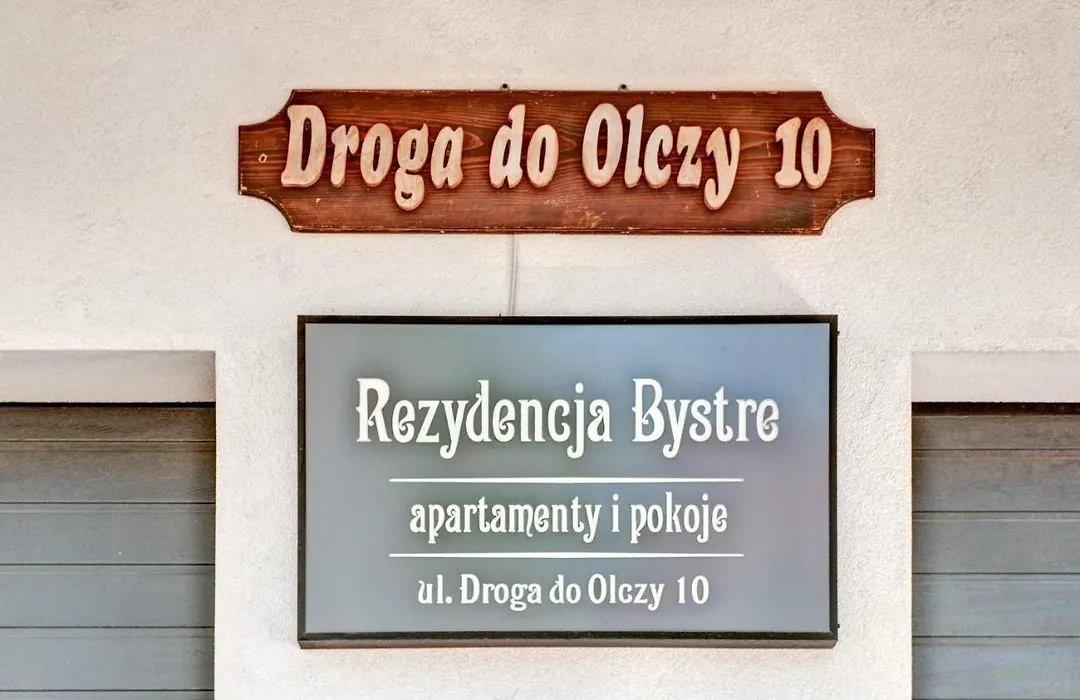 Droga do Olczy 10
Rezydencja Bystre
apartamenty i pokoje
ul. Droga do Olczy 10